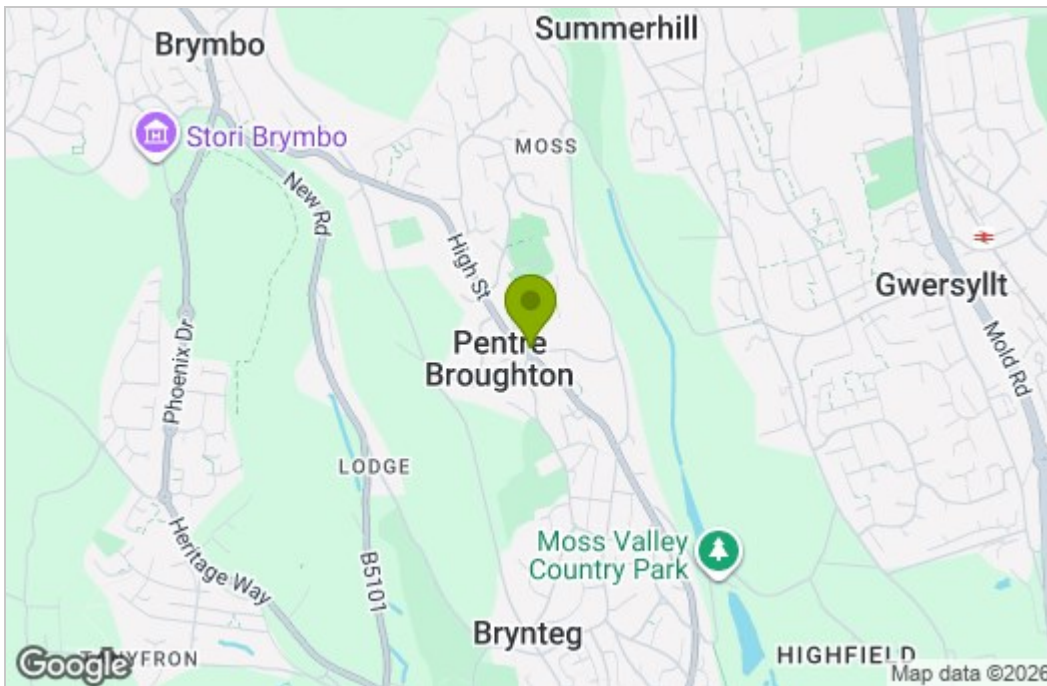 Summerhill
Brymbo
Stori Brymbo
MOSS
New Rd
High St
Gwersyllt
Pentre
Broughton
Mold Rd
Phoenix Dr
LODGE
Moss Valley
Country Park
Heritage Way
B5101
Brynteg
HIGHFIELD
Google
Map data ©2026